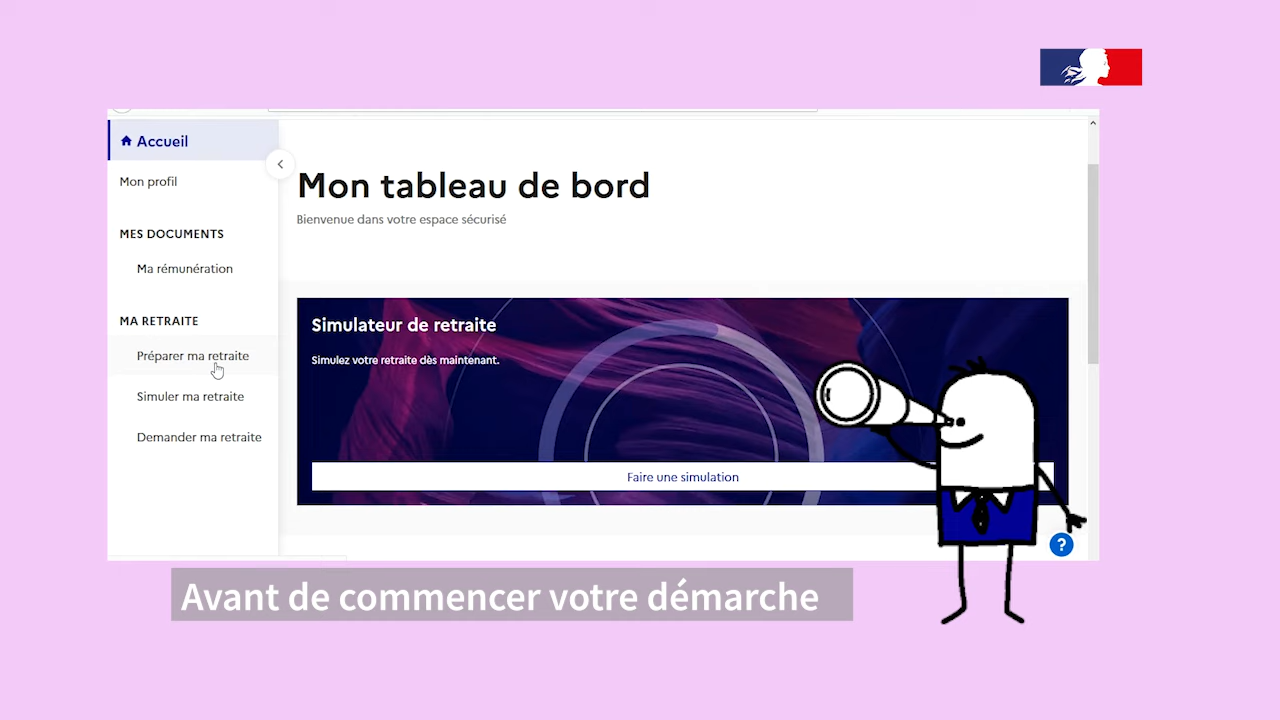 Accueil
Mon profil
MES DOCUMENTS
Ma rémunération
MA RETRAITE
Préparer ma retraite
Simuler ma retraite
Demander ma retraite
Mon tableau de bord
Bienvenue dans votre espace sécurisé
Simulateur de retraite
Simulez votre retraite dès maintenant.
Faire une simulation
?
Avant de commencer votre démarche